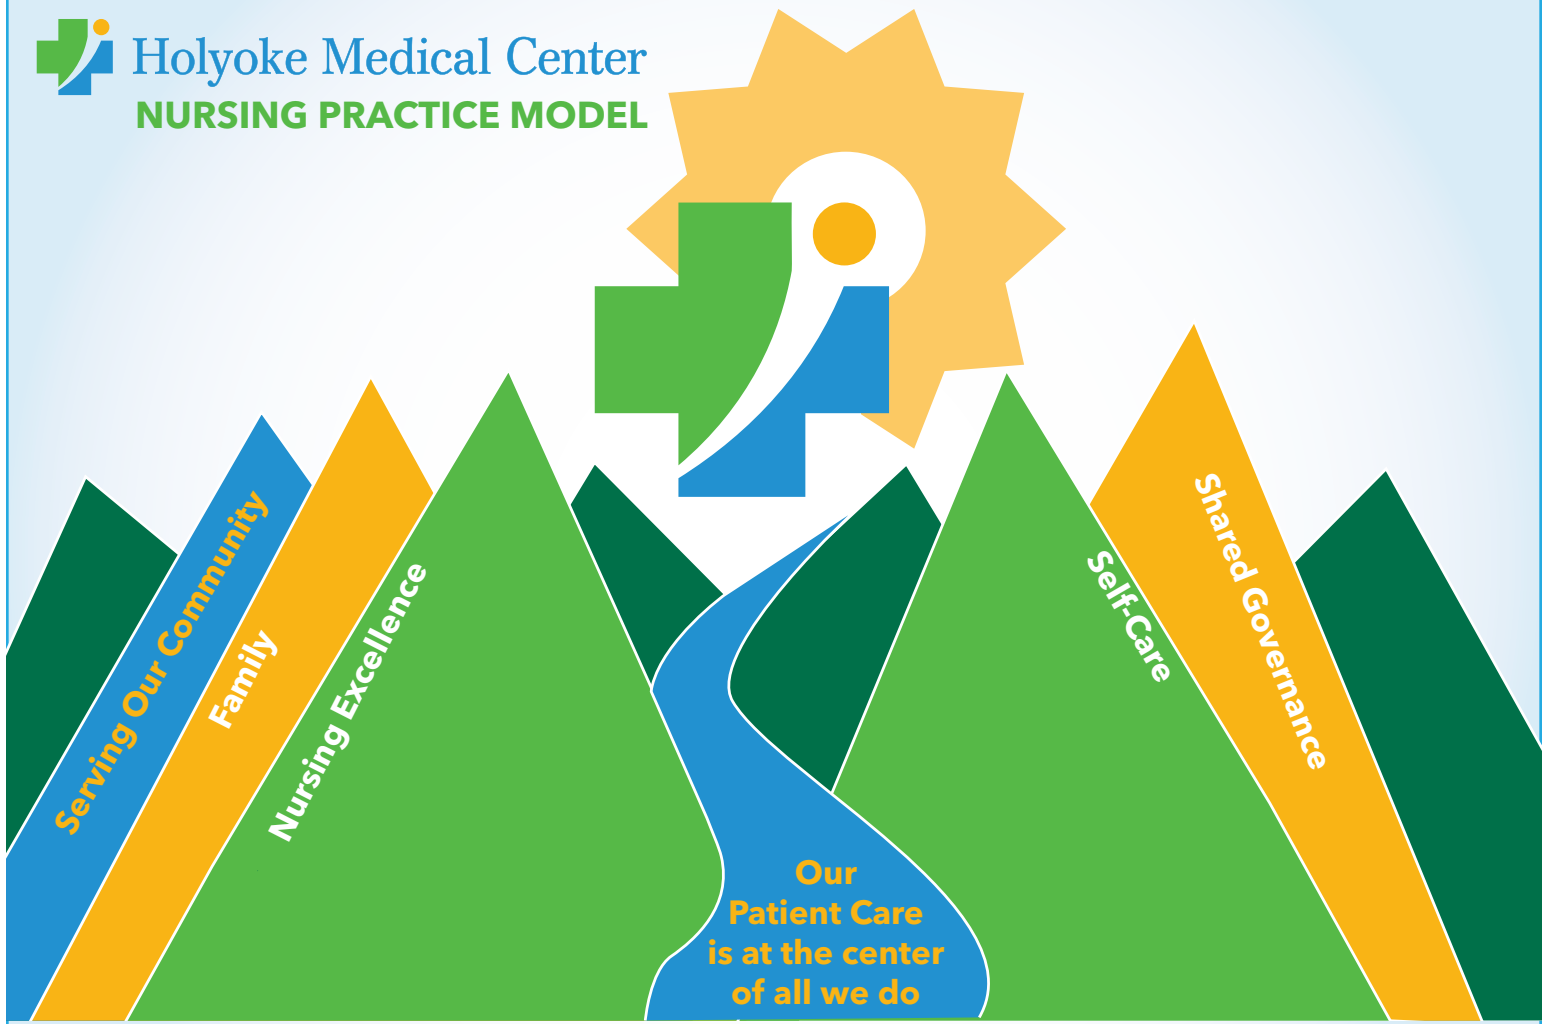 Holyoke Medical Center
NURSING PRACTICE MODEL
Serving Our Community
Family
Nursing Excellence
Self-Care
Shared Governance
Our
Patient Care
is at the center
of all we do